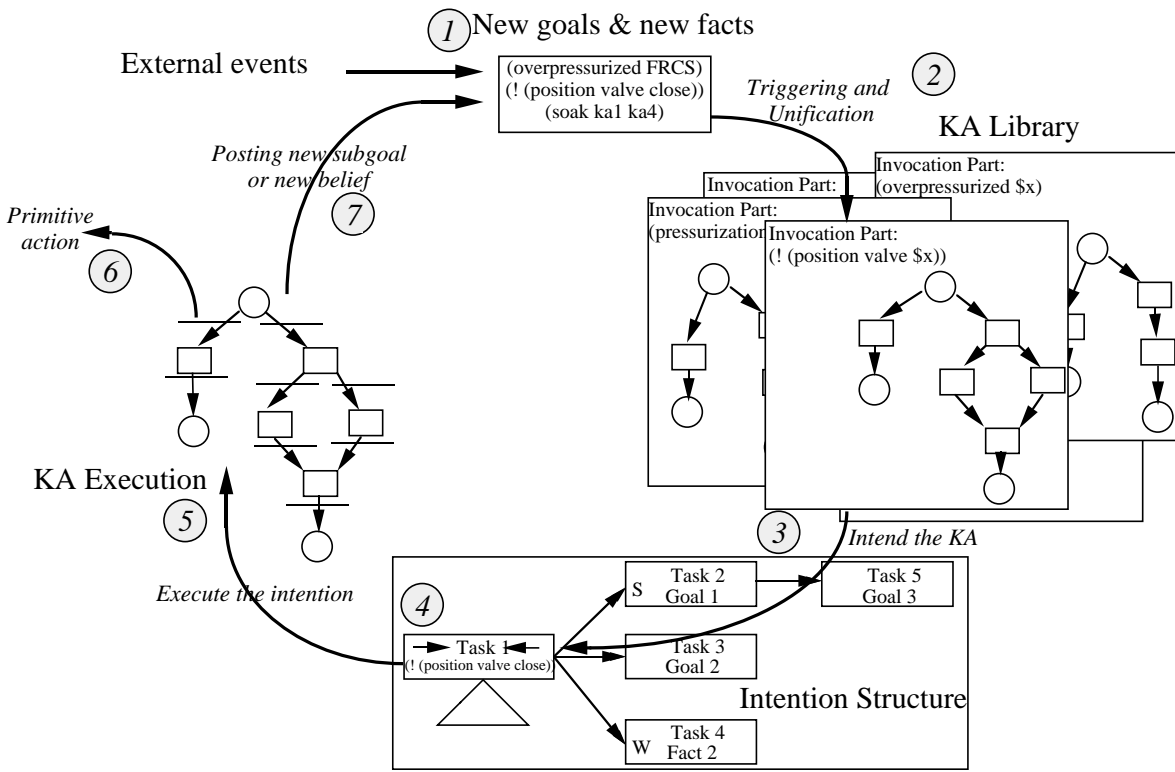 1
New goals & new facts
External events
(overpressurized FRCS)
(! (position valve close))
(soak ka1 ka4)
2
Triggering and
Unification
KA Library
Invocation Part:
(overpressurized $x)
Invocation Part:
Invocation Part:
(pressurization
Invocation Part:
(! (position valve $x))
Posting new subgoal
or new belief
7
Primitive
action
6
KA Execution
5
3
Intend the KA
Execute the intention
4
S
Task 2
Goal 1
Task 5
Goal 3
Task 1
(! (position valve close))
Task 3
Goal 2
Intention Structure
W
Task 4
Fact 2